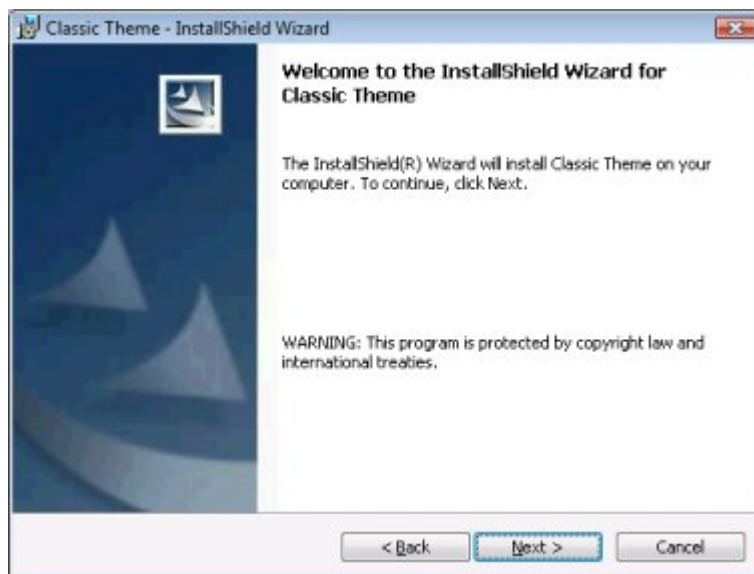 Classic Theme - InstallShield Wizard
Welcome to the InstallShield Wizard for
Classic Theme
The InstallShield(R) Wizard will install Classic Theme on your
computer. To continue, click Next.
WARNING: This program is protected by copyright law and
international treaties.
< Back
Next >
Cancel